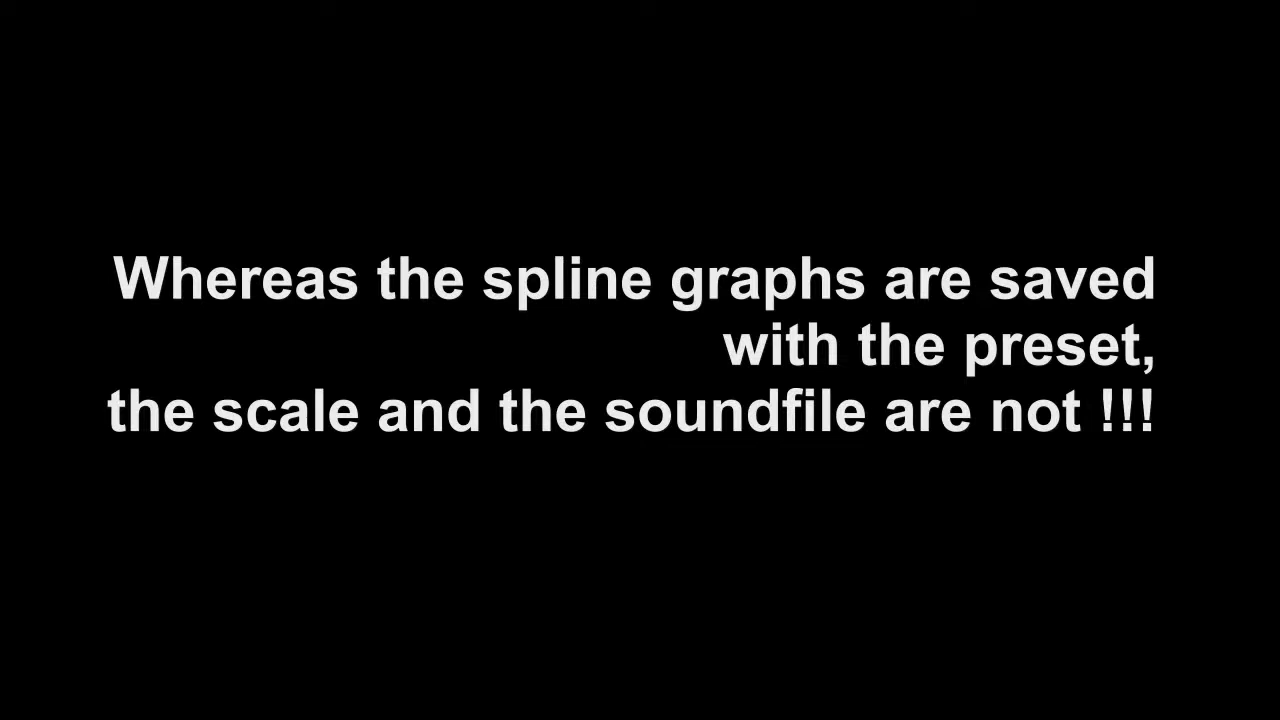 Whereas the spline graphs are saved
with the preset,
the scale and the soundfile are not !!!